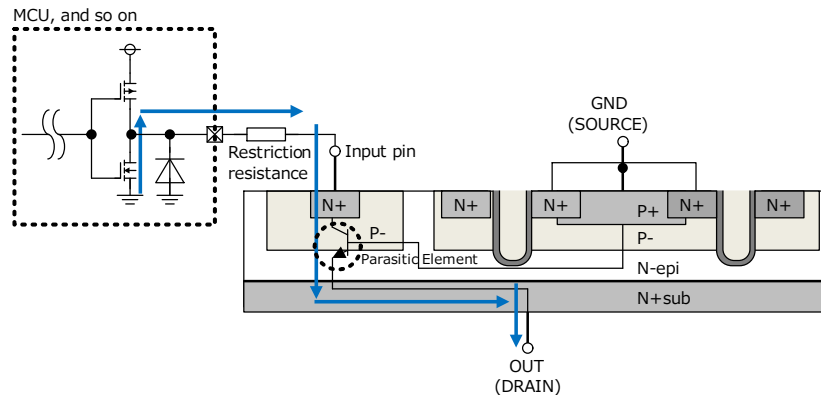 MCU, and so on
GND
(SOURCE)
Restriction
resistance
Input pin
N+
N+
N+
N+
N+
P+
P-
P-
Parasitic Element
N-epi
N+sub
OUT
(DRAIN)